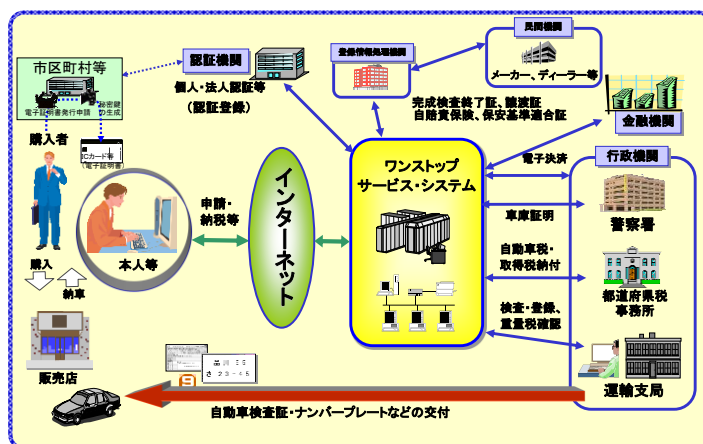 市区町村等
電子証明書発行申請
秘密鍵
の生成
購入者
ICカード等
(電子証明書)
認証機関
個人・法人認証等
(認証登録)
登録情報処理機関
民間機関
メーカー、ディーラー等
完成検査終了証、譲渡証
自賠責保険、保安基準適合証
金融機関
電子決済
行政機関
ワンストップ
サービス・システム
インターネット
申請・
納税等
本人等
購入
納車
車庫証明
警察署
自動車税・
取得税納付
都道府県税
事務所
検査・登録、
重量税確認
運輸支局
販売店
品川 55
さ 23-45
自動車検査証・ナンバープレートなどの交付